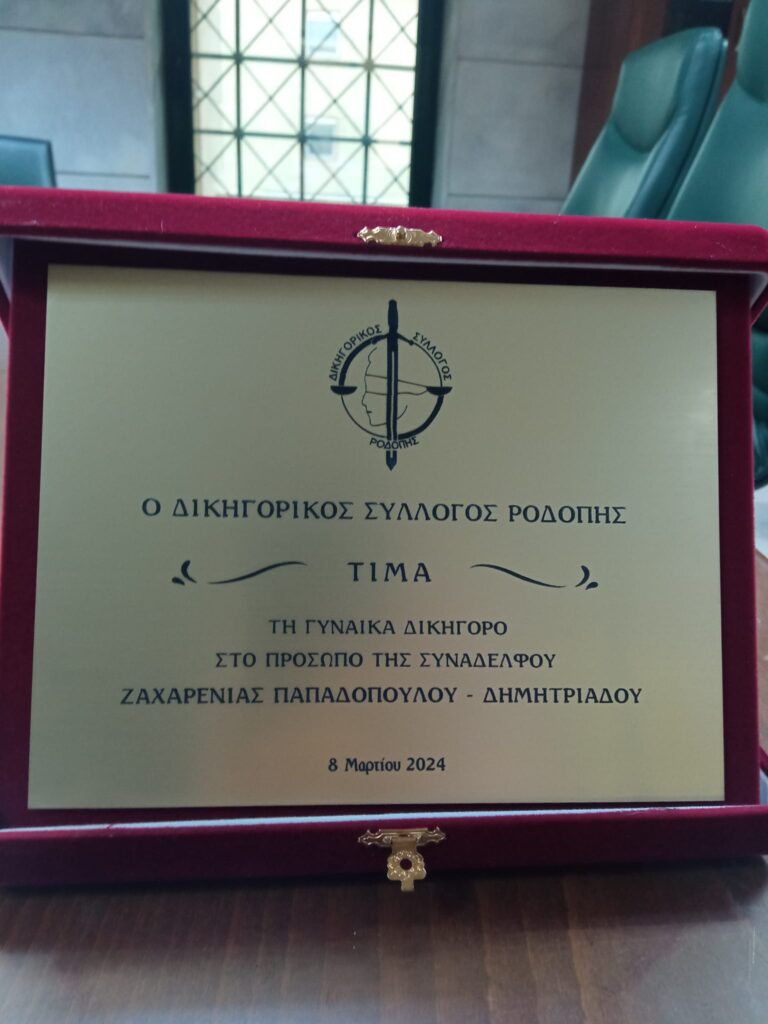 ΔΙΚΗΓΟΡΙΚΟΣ ΣΥΛΛΟΓΟΣ
ΡΟΔΟΠΗΣ
Ο ΔΙΚΗΓΟΡΙΚΟΣ ΣΥΛΛΟΓΟΣ ΡΟΔΟΠΗΣ
ΤΙΜΑ
ΤΗ ΓΥΝΑΙΚΑ ΔΙΚΗΓΟΡΟ
ΣΤΟ ΠΡΟΣΩΠΟ ΤΗΣ ΣΥΝΑΔΕΛΦΟΥ
ΖΑΧΑΡΕΝΙΑΣ ΠΑΠΑΔΟΠΟΥΛΟΥ - ΔΗΜΗΤΡΙΑΔΟΥ
8 Μαρτίου 2024